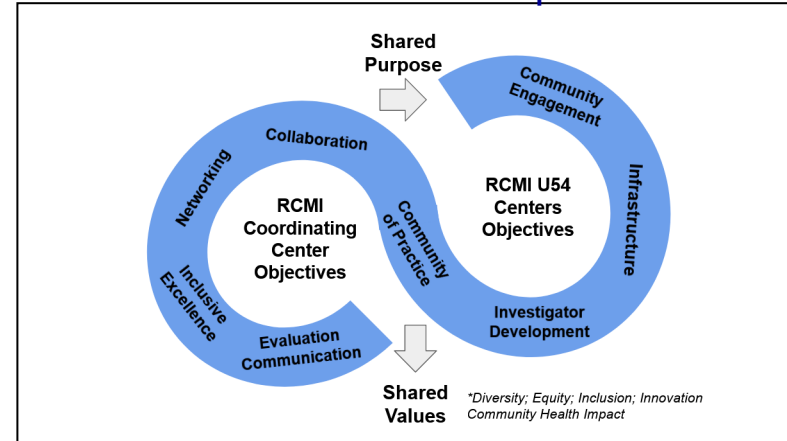 Shared
Purpose
Community
Engagement
Collaboration
Networking
Infrastructure
RCMI U54
Centers
Objectives
RCMI
Coordinating
Center
Objectives
Community
of Practice
Inclusive
Excellence
Investigator
Development
Evaluation
Communication
Shared
Values
*Diversity; Equity; Inclusion; Innovation
Community Health Impact